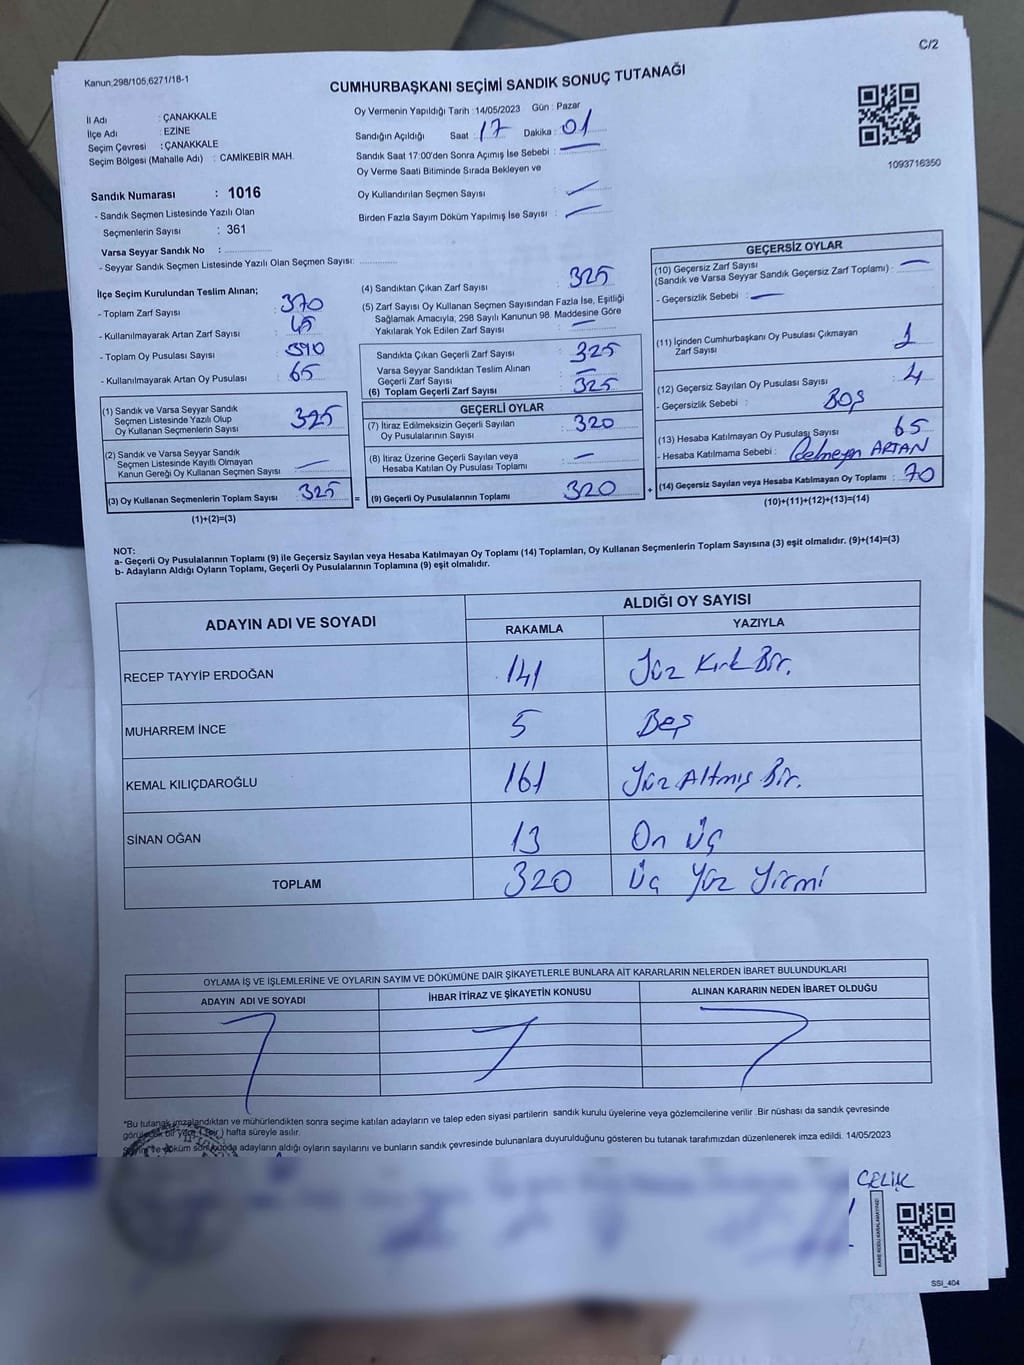 C/2
Kanun;298/105,6271/18-1
CUMHURBAŞKANI SEÇİMİ SANDIK SONUÇ TUTANAĞI
1093716350
İl Adı : ÇANAKKALE
İlçe Adı : EZİNE
Seçim Çevresi : ÇANAKKALE
Seçim Bölgesi (Mahalle Adı) : CAMİKEBİR MAH.
Sandık Numarası : 1016
- Sandık Seçmen Listesinde Yazılı Olan
Seçmenlerin Sayısı : 361
Varsa Seyyar Sandık No :
- Seyyar Sandık Seçmen Listesinde Yazılı Olan Seçmen Sayısı:
Oy Vermenin Yapıldığı Tarih : 14/05/2023 Gün : Pazar
Sandığın Açıldığı Saat : 17 Dakika : 01
Sandık Saat 17:00'den Sonra Açımış İse Sebebi :
Oy Verme Saati Bitiminde Sırada Bekleyen ve
Oy Kullandırılan Seçmen Sayısı :
Birden Fazla Sayım Döküm Yapılmış İse Sayısı :
İlçe Seçim Kurulundan Teslim Alınan;
- Toplam Zarf Sayısı : 370
- Kullanılmayarak Artan Zarf Sayısı : 45
- Toplam Oy Pusulası Sayısı : 390
- Kullanılmayarak Artan Oy Pusulası : 65
(1) Sandık ve Varsa Seyyar Sandık
Seçmen Listesinde Yazılı Olup
Oy Kullanan Seçmenlerin Sayısı : 325
(2) Sandık ve Varsa Seyyar Sandık
Seçmen Listesinde Kayıtlı Olmayan
Kanun Gereği Oy Kullanan Seçmen Sayısı :
(3) Oy Kullanan Seçmenlerin Toplam Sayısı : 325
(1)+(2)=(3)
(4) Sandıktan Çıkan Zarf Sayısı : 325
(5) Zarf Sayısı Oy Kullanan Seçmen Sayısından Fazla İse, Eşitliği
Sağlamak Amacıyla, 298 Sayılı Kanunun 98. Maddesine Göre
Yakılarak Yok Edilen Zarf Sayısı :
Sandıkta Çıkan Geçerli Zarf Sayısı : 325
Varsa Seyyar Sandıktan Teslim Alınan
Geçerli Zarf Sayısı :
(6) Toplam Geçerli Zarf Sayısı : 325
GEÇERLİ OYLAR
(7) İtiraz Edilmeksizin Geçerli Sayılan
Oy Pusulalarının Sayısı : 320
(8) İtiraz Üzerine Geçerli Sayılan veya
Hesaba Katılan Oy Pusulası Toplamı :
= (9) Geçerli Oy Pusulalarının Toplamı : 320
GEÇERSİZ OYLAR
(10) Geçersiz Zarf Sayısı
(Sandık ve Varsa Seyyar Sandık Geçersiz Zarf Toplamı) :
- Geçersizlik Sebebi :
(11) İçinden Cumhurbaşkanı Oy Pusulası Çıkmayan
Zarf Sayısı : 1
(12) Geçersiz Sayılan Oy Pusulası Sayısı : 4
- Geçersizlik Sebebi : BOŞ
(13) Hesaba Katılmayan Oy Pusulası Sayısı : 65
- Hesaba Katılmama Sebebi : Gelmeyen ARTAN
+ (14) Geçersiz Sayılan veya Hesaba Katılmayan Oy Toplamı : 70
(10)+(11)+(12)+(13)=(14)
NOT:
a- Geçerli Oy Pusulalarının Toplamı (9) ile Geçersiz Sayılan veya Hesaba Katılmayan Oy Toplamı (14) Toplamları, Oy Kullanan Seçmenlerin Toplam Sayısına (3) eşit olmalıdır. (9)+(14)=(3)
b- Adayların Aldığı Oyların Toplamı, Geçerli Oy Pusulalarının Toplamına (9) eşit olmalıdır.
ADAYIN ADI VE SOYADI
ALDIĞI OY SAYISI
RAKAMLA YAZIYLA
RECEP TAYYİP ERDOĞAN 141 Yüz Kırk Bir.
MUHARREM İNCE 5 Beş
KEMAL KILIÇDAROĞLU 161 Yüz Altmış Bir.
SİNAN OĞAN 13 On Üç
TOPLAM 320 Üç Yüz Yirmi
OYLAMA İŞ VE İŞLEMLERİNE VE OYLARIN SAYIM VE DÖKÜMÜNE DAİR ŞİKAYETLERLE BUNLARA AİT KARARLARIN NELERDEN İBARET BULUNDUKLARI
ADAYIN ADI VE SOYADI İHBAR İTİRAZ VE ŞİKAYETİN KONUSU ALINAN KARARIN NEDEN İBARET OLDUĞU
*Bu tutanak imzalandıktan ve mühürlendikten sonra seçime katılan adayların ve talep eden siyasi partilerin sandık kurulu üyelerine veya gözlemcilerine verilir .Bir nüshası da sandık çevresinde
bir yere ( bir ) hafta süreyle asılır.
Sayım ve döküm sonucunda adayların aldığı oyların sayılarını ve bunların sandık çevresinde bulunanlara duyurulduğunu gösteren bu tutanak tarafımızdan düzenlenerek imza edildi. 14/05/2023
ÇELİK
SSI_404